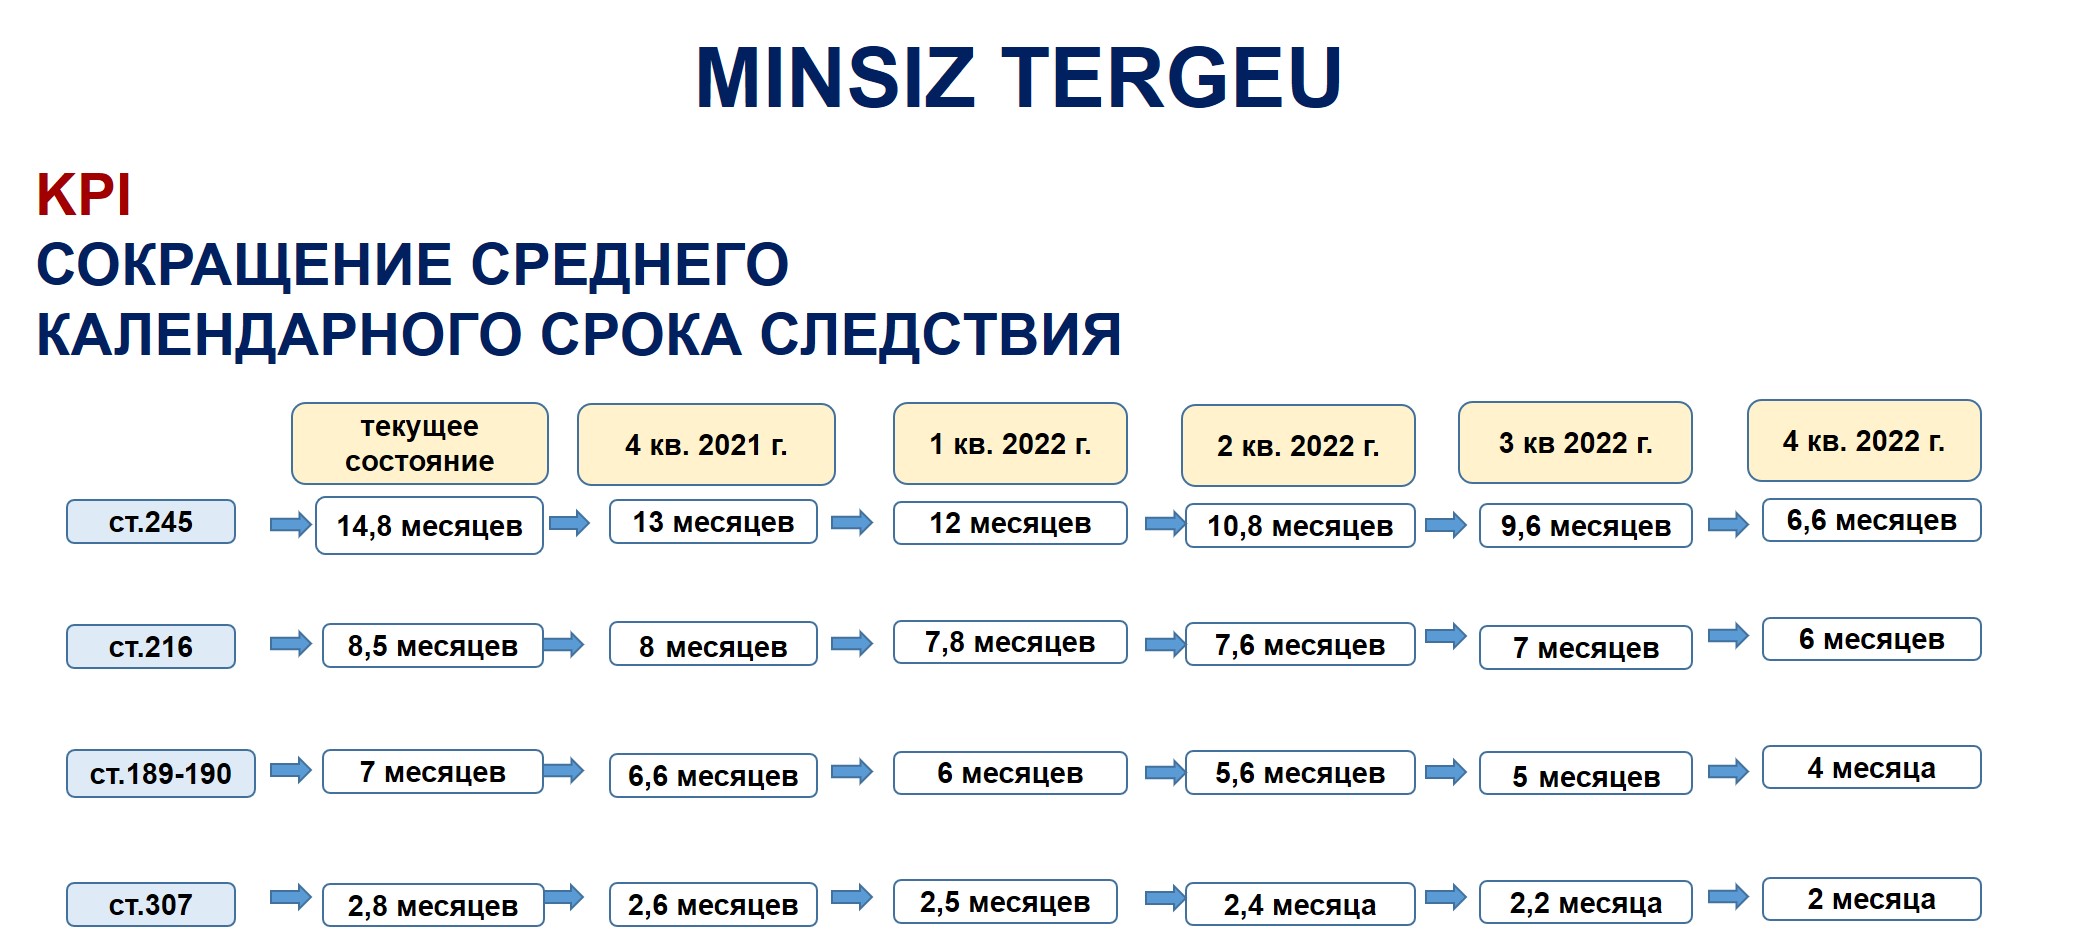 MINSIZ TERGEU
KPI
СОКРАЩЕНИЕ СРЕДНЕГО
КАЛЕНДАРНОГО СРОКА СЛЕДСТВИЯ
текущее
состояние
4 кв. 2021 г.
1 кв. 2022 г.
2 кв. 2022 г.
3 кв 2022 г.
4 кв. 2022 г.
ст.245
14,8 месяцев
13 месяцев
12 месяцев
10,8 месяцев
9,6 месяцев
6,6 месяцев
ст.216
8,5 месяцев
8 месяцев
7,8 месяцев
7,6 месяцев
7 месяцев
6 месяцев
ст.189-190
7 месяцев
6,6 месяцев
6 месяцев
5,6 месяцев
5 месяцев
4 месяца
ст.307
2,8 месяцев
2,6 месяцев
2,5 месяцев
2,4 месяца
2,2 месяца
2 месяца